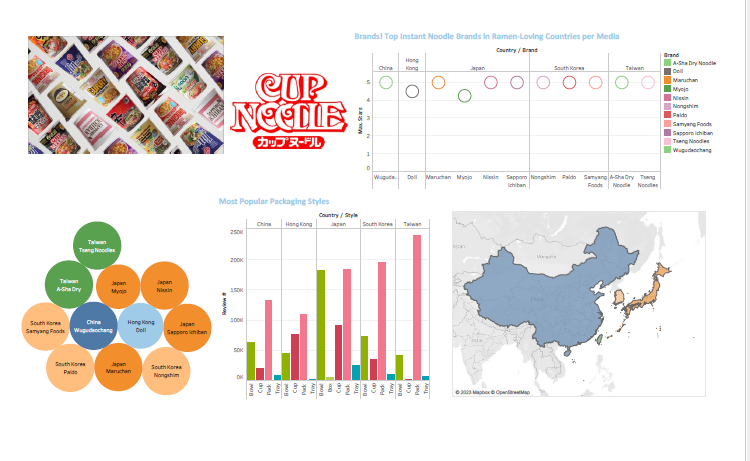 CUP
NOODLE
カップヌードル
Brands! Top Instant Noodle Brands in Ramen-Loving Countries per Media
Country / Brand
China
Hong
Kong
Japan
South Korea
Taiwan
Max. Stars
5
4
3
2
1
0
Wuguda..
Doll
Maruchan
Myojo
Nissin
Sapporo
Ichiban
Nongshim
Paldo
Samyang
Foods
A-Sha Dry
Noodle
Tseng
Noodles
Brand
A-Sha Dry Noodle
Doll
Maruchan
Myojo
Nissin
Nongshim
Paldo
Samyang Foods
Sapporo Ichiban
Tseng Noodles
Wugudaochang
Most Popular Packaging Styles
Taiwan
Tseng Noodles
Taiwan
A-Sha Dry
Japan
Myojo
Japan
Nissin
South Korea
Samyang Foods
China
Wugudaochang
Hong Kong
Doll
Japan
Sapporo Ichiban
South Korea
Paldo
Japan
Maruchan
South Korea
Nongshim
Country / Style
China
Hong Kong
Japan
South Korea
Taiwan
Review #
250K
200K
150K
100K
50K
0K
Bowl
Cup
Pack
Tray
Bowl
Cup
Pack
Tray
Bowl
Box
Cup
Pack
Tray
Bowl
Cup
Pack
Tray
Bowl
Cup
Pack
Tray
Mongolia
© 2023 Mapbox © OpenStreetMap